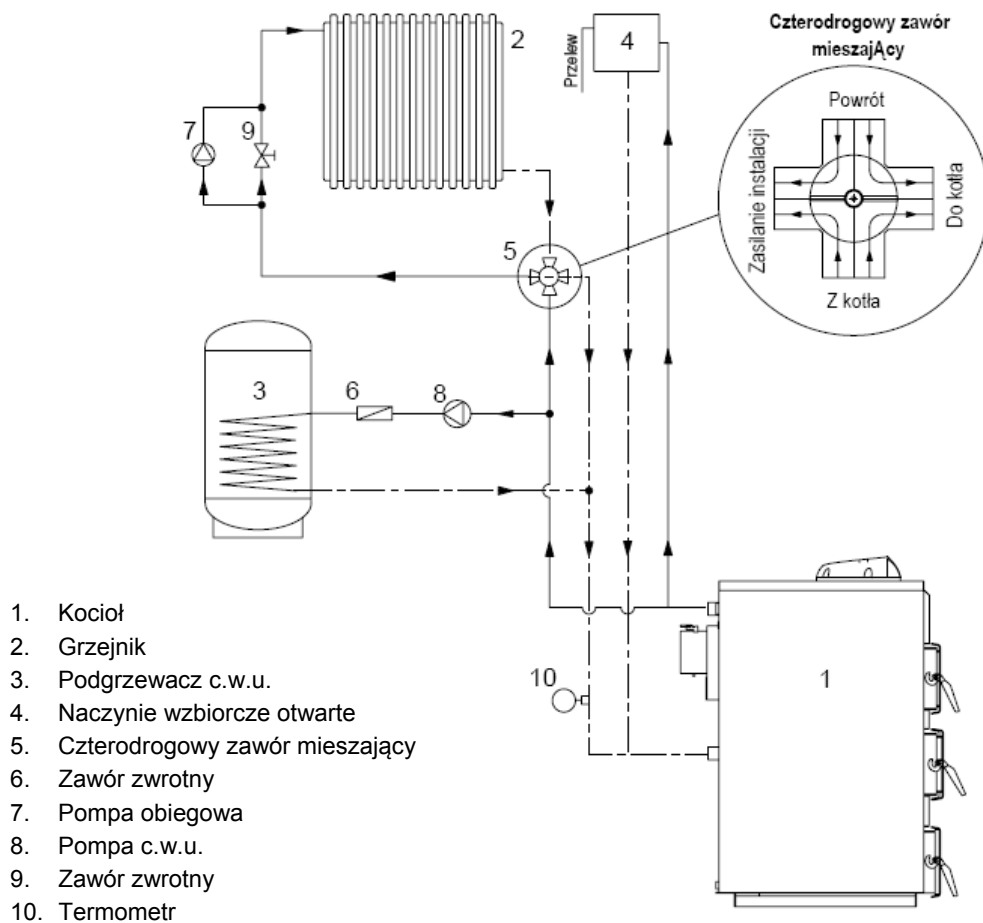 Czterodrogowy zawór
mieszajĄcy
2
4
Przelew
Powrót
Zasilanie instalacji
Do kotła
Z kotła
7
9
5
3
6
8
10
1
1. Kocioł
2. Grzejnik
3. Podgrzewacz c.w.u.
4. Naczynie wzbiorcze otwarte
5. Czterodrogowy zawór mieszający
6. Zawór zwrotny
7. Pompa obiegowa
8. Pompa c.w.u.
9. Zawór zwrotny
10. Termometr